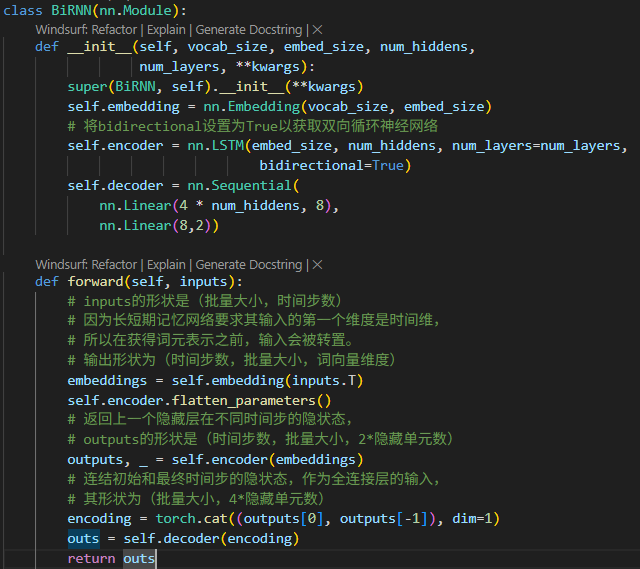 class BiRNN(nn.Module):
Windsurf: Refactor | Explain | Generate Docstring | ×
def __init__(self, vocab_size, embed_size, num_hiddens,
num_layers, **kwargs):
super(BiRNN, self).__init__(**kwargs)
self.embedding = nn.Embedding(vocab_size, embed_size)
# 将bidirectional设置为True以获取双向循环神经网络
self.encoder = nn.LSTM(embed_size, num_hiddens, num_layers=num_layers,
bidirectional=True)
self.decoder = nn.Sequential(
nn.Linear(4 * num_hiddens, 8),
nn.Linear(8,2))
Windsurf: Refactor | Explain | Generate Docstring | ×
def forward(self, inputs):
# inputs的形状是（批量大小，时间步数）
# 因为长短期记忆网络要求其输入的第一个维度是时间维，
# 所以在获得词元表示之前，输入会被转置。
# 输出形状为（时间步数，批量大小，词向量维度）
embeddings = self.embedding(inputs.T)
self.encoder.flatten_parameters()
# 返回上一个隐藏层在不同时间步的隐状态，
# outputs的形状是（时间步数，批量大小，2*隐藏单元数）
outputs, _ = self.encoder(embeddings)
# 连结初始和最终时间步的隐状态，作为全连接层的输入，
# 其形状为（批量大小，4*隐藏单元数）
encoding = torch.cat((outputs[0], outputs[-1]), dim=1)
outs = self.decoder(encoding)
return outs